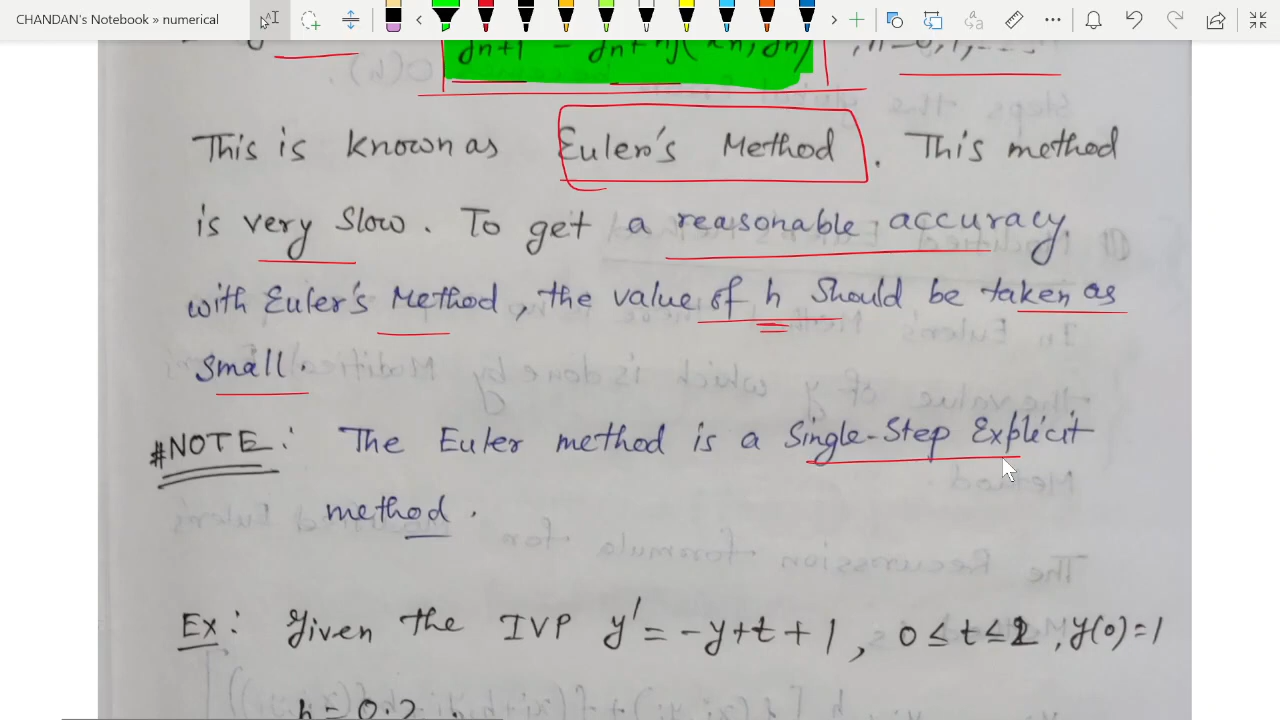 CHANDAN's Notebook » numerical
This is known as Euler's Method. This method
is very slow. To get a reasonable accuracy
with Euler's Method, the value of h should be taken as
small.
#NOTE: The Euler method is a Single-Step Explicit
method.
Ex: Given the IVP y' = -y+t+1, 0 ≤ t ≤ 2, y(0)=1
h = 0.2